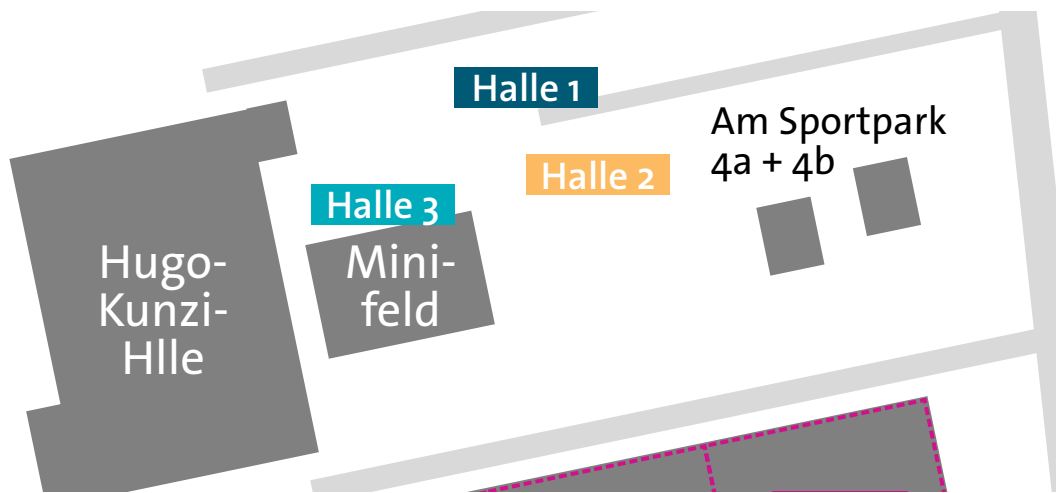 Halle 1
Am Sportpark
4a + 4b
Halle 2
Halle 3
Hugo-
Kunzi-
Hlle
Mini-
feld